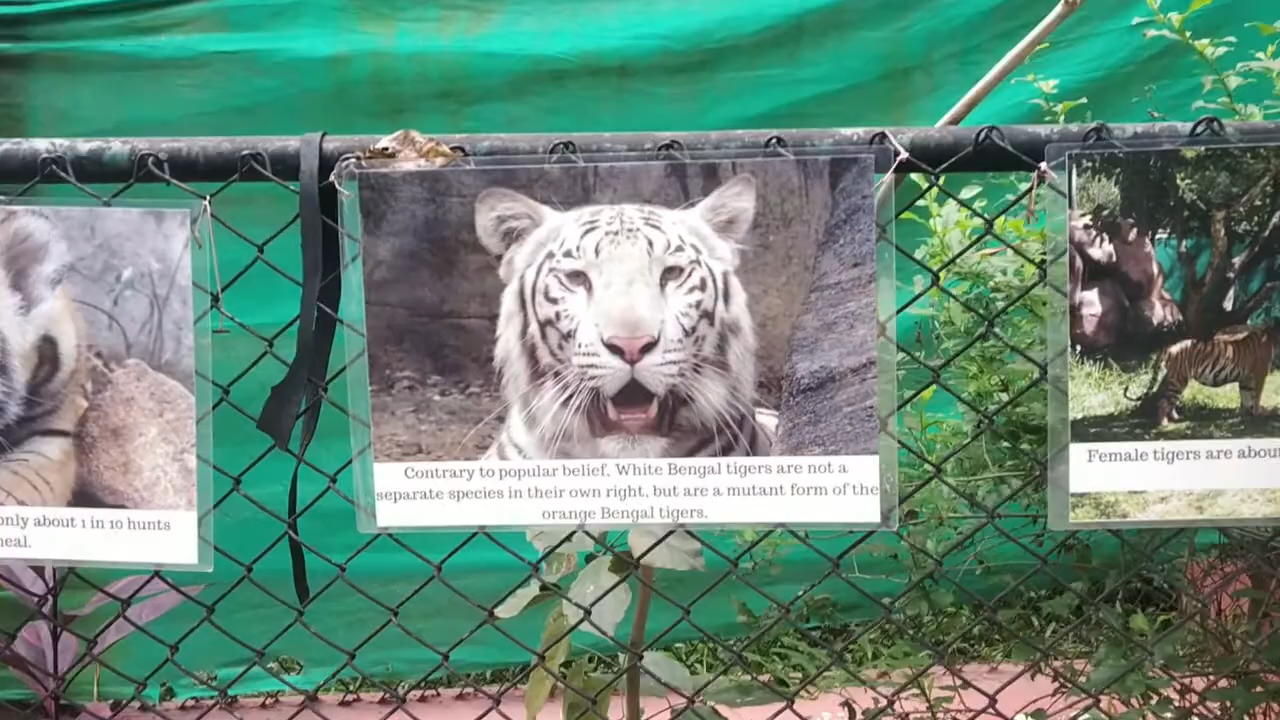 only about 1 in 10 hunts
meal.
Contrary to popular belief, White Bengal tigers are not a
separate species in their own right, but are a mutant form of the
orange Bengal tigers.
Female tigers are about